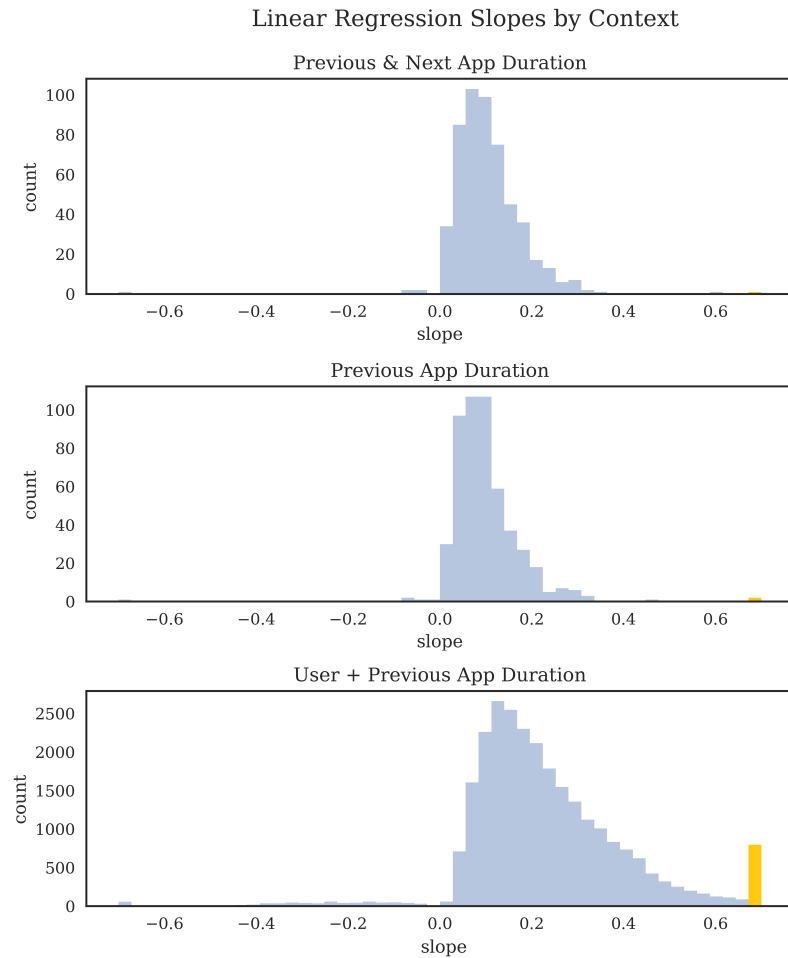 Linear Regression Slopes by Context
Previous & Next App Duration
100
80
60
40
20
0
count
−0.6 −0.4 −0.2 0.0 0.2 0.4 0.6
slope
Previous App Duration
100
80
60
40
20
0
count
−0.6 −0.4 −0.2 0.0 0.2 0.4 0.6
slope
User + Previous App Duration
2500
2000
1500
1000
500
0
count
−0.6 −0.4 −0.2 0.0 0.2 0.4 0.6
slope